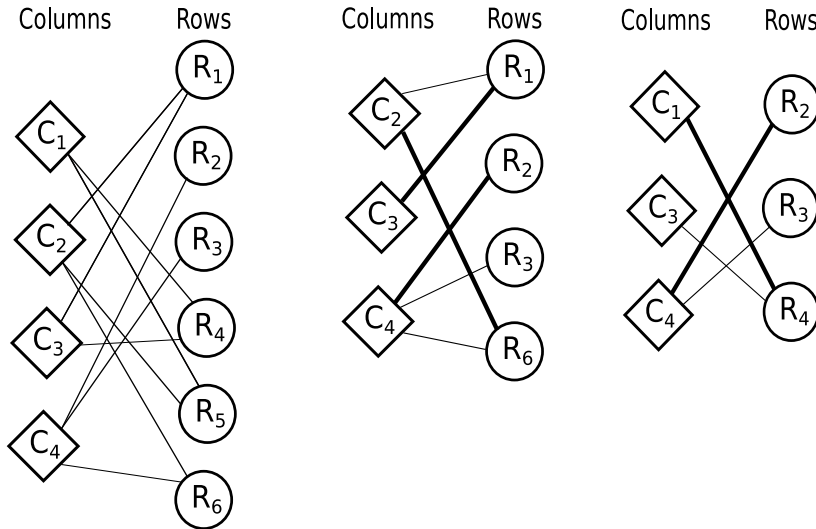 Columns Rows
R1
C1
R2
C2
R3
C3
R4
C4
R5
R6
Columns Rows
R1
C2
R2
C3
R3
C4
R6
Columns Rows
C1
R2
C3
R3
C4
R4